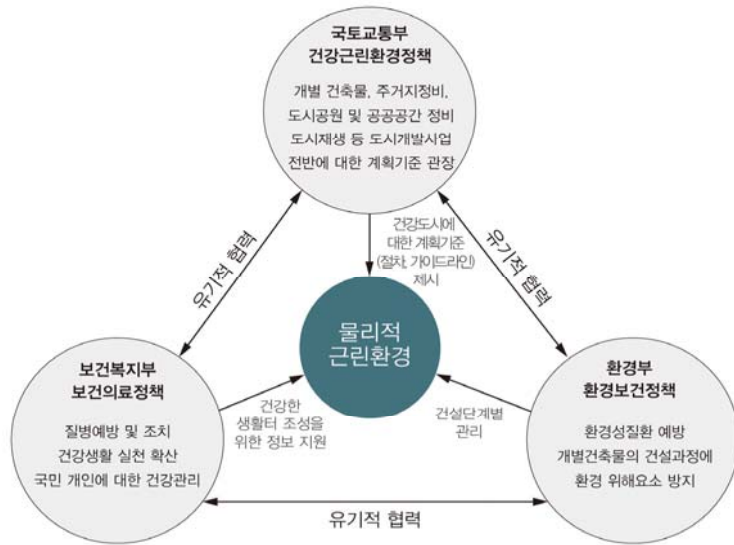 국토교통부
건강근린환경정책
개별 건축물, 주거지정비,
도시공원 및 공공공간 정비
도시재생 등 도시개발사업
전반에 대한 계획기준 관장
유기적 협력
건강도시에
대한 계획기준
(절차, 가이드라인)
제시
유기적 협력
물리적
근린환경
보건복지부
보건의료정책
질병예방 및 조치
건강생활 실천 확산
국민 개인에 대한 건강관리
건강한
생활터 조성을
위한 정보 지원
건설단계별
관리
환경부
환경보건정책
환경성질환 예방
개별건축물의 건설과정에
환경 위해요소 방지
유기적 협력